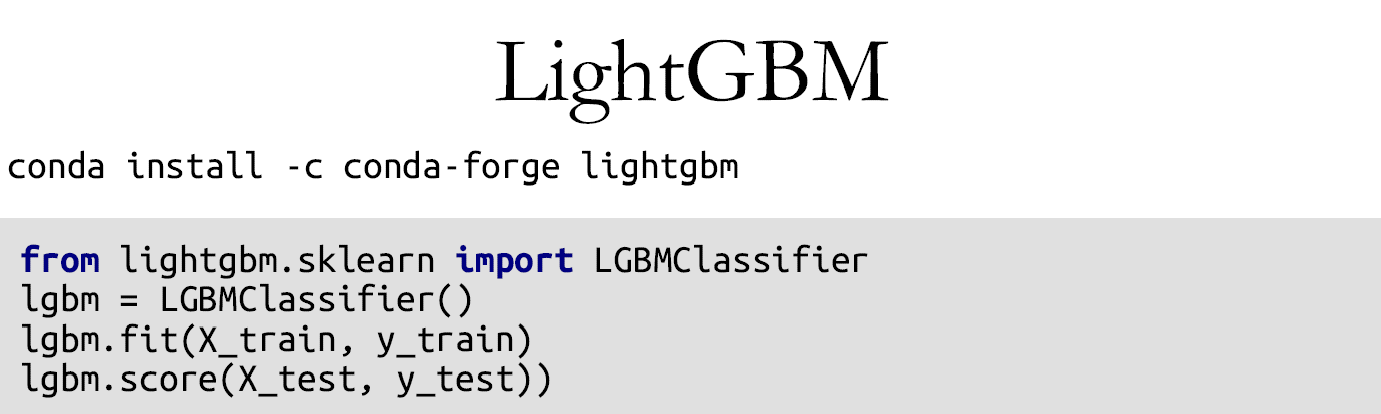 LightGBM
conda install -c conda-forge lightgbm
from lightgbm.sklearn import LGBMClassifier
lgbm = LGBMClassifier()
lgbm.fit(X_train, y_train)
lgbm.score(X_test, y_test))